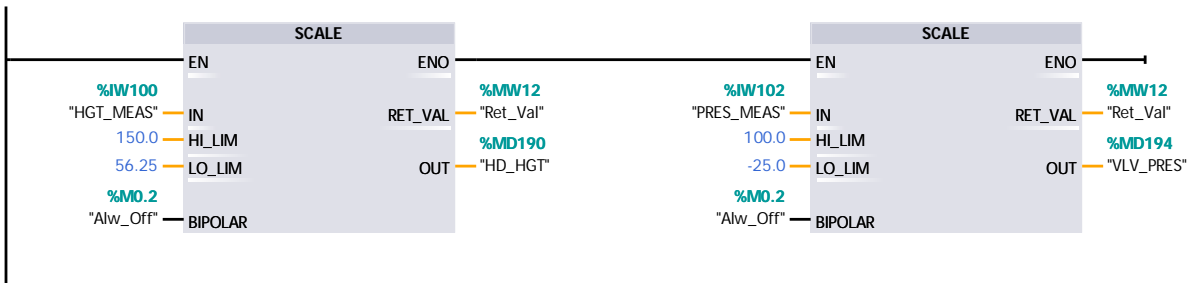 SCALE
EN
ENO
%IW100
"HGT_MEAS"
IN
%MW12
RET_VAL
"Ret_Val"
150.0
HI_LIM
%MD190
56.25
LO_LIM
OUT
"HD_HGT"
%M0.2
"Alw_Off"
BIPOLAR
SCALE
EN
ENO
%IW102
"PRES_MEAS"
IN
%MW12
RET_VAL
"Ret_Val"
100.0
HI_LIM
%MD194
-25.0
LO_LIM
OUT
"VLV_PRES"
%M0.2
"Alw_Off"
BIPOLAR